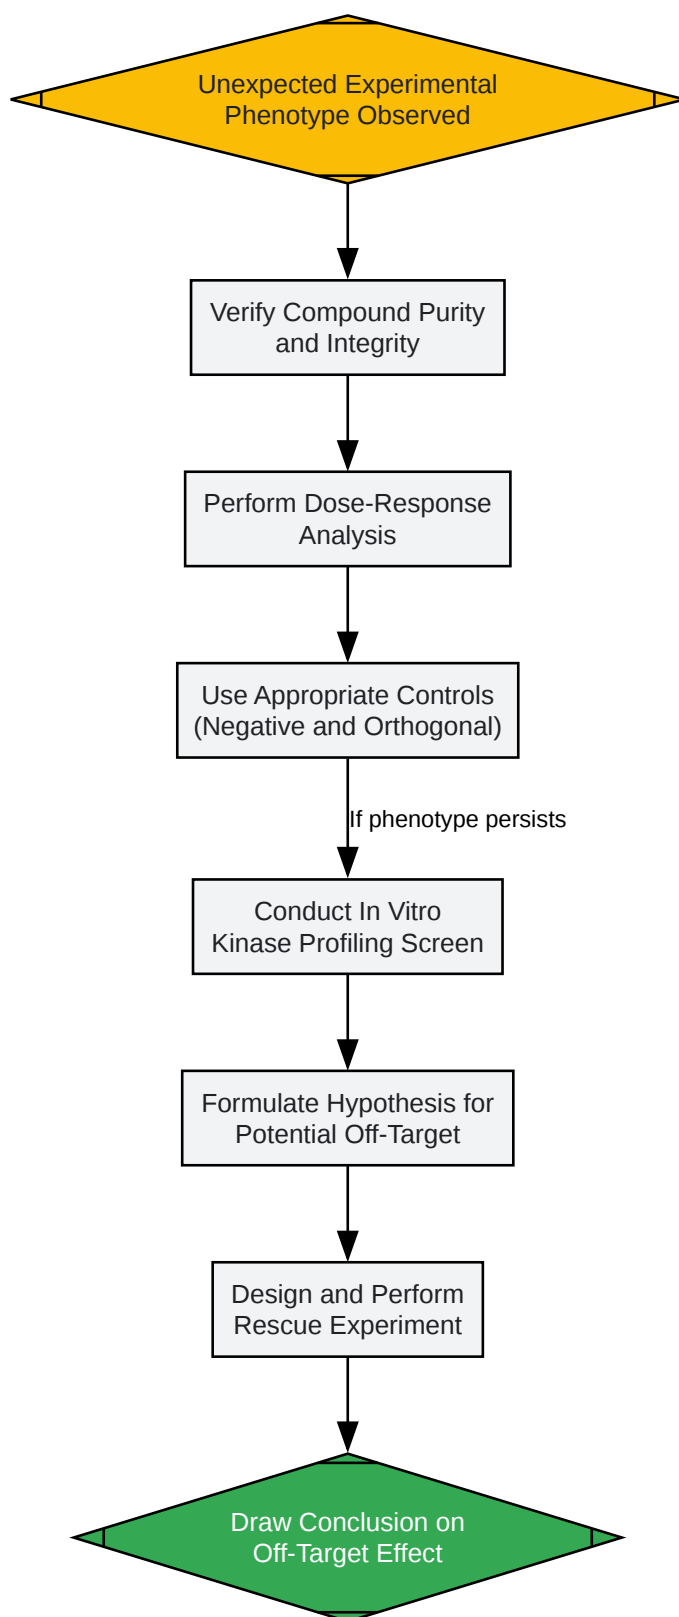 Unexpected Experimental
Phenotype Observed
Verify Compound Purity
and Integrity
Perform Dose-Response
Analysis
Use Appropriate Controls
(Negative and Orthogonal)
If phenotype persists
Conduct In Vitro
Kinase Profiling Screen
Formulate Hypothesis for
Potential Off-Target
Design and Perform
Rescue Experiment
Draw Conclusion on
Off-Target Effect